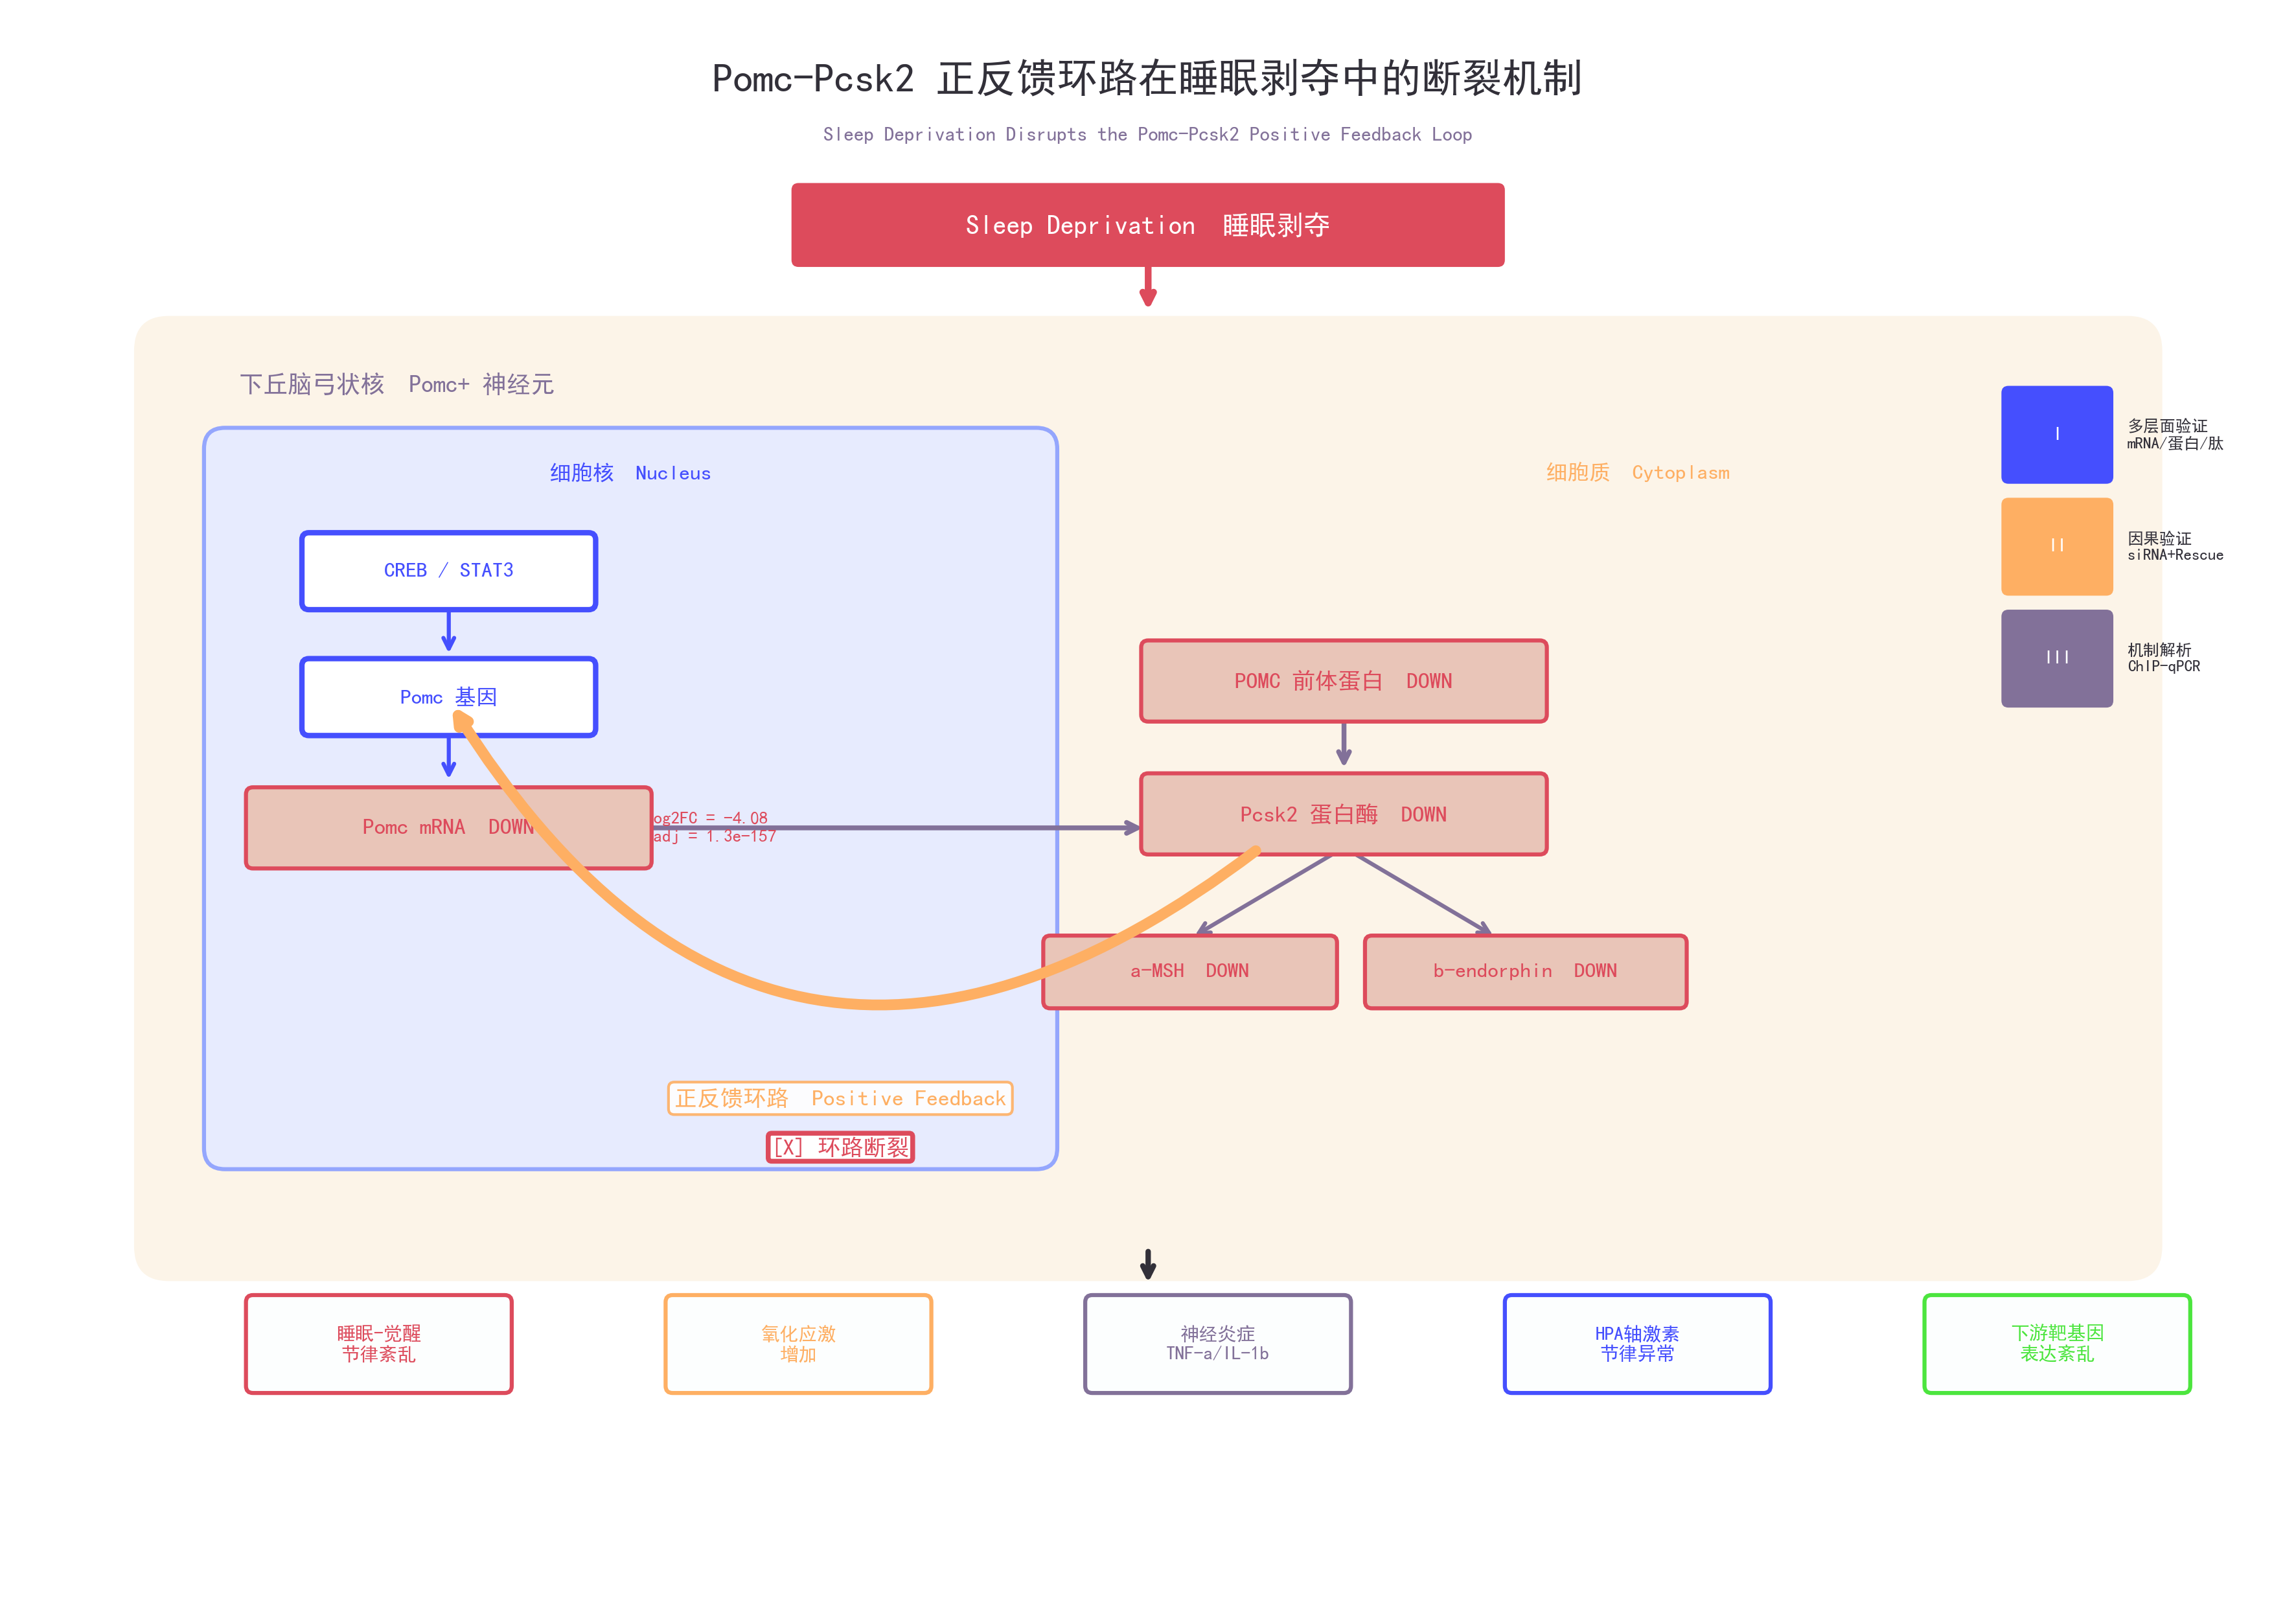 Pomc-Pcsk2 正反馈环路在睡眠剥夺中的断裂机制
Sleep Deprivation Disrupts the Pomc-Pcsk2 Positive Feedback Loop
Sleep Deprivation 睡眠剥夺
下丘脑弓状核 Pomc+ 神经元
细胞核 Nucleus
细胞质 Cytoplasm
I
多层面验证
mRNA/蛋白/肽
II
因果验证
siRNA+Rescue
III
机制解析
ChIP-qPCR
CREB / STAT3
Pomc 基因
Pomc mRNA DOWN
og2FC = -4.08
adj = 1.3e-157
POMC 前体蛋白 DOWN
Pcsk2 蛋白酶 DOWN
a-MSH DOWN
b-endorphin DOWN
正反馈环路 Positive Feedback
[X] 环路断裂
睡眠-觉醒
节律紊乱
氧化应激
增加
神经炎症
TNF-a/IL-1b
HPA轴激素
节律异常
下游靶基因
表达紊乱